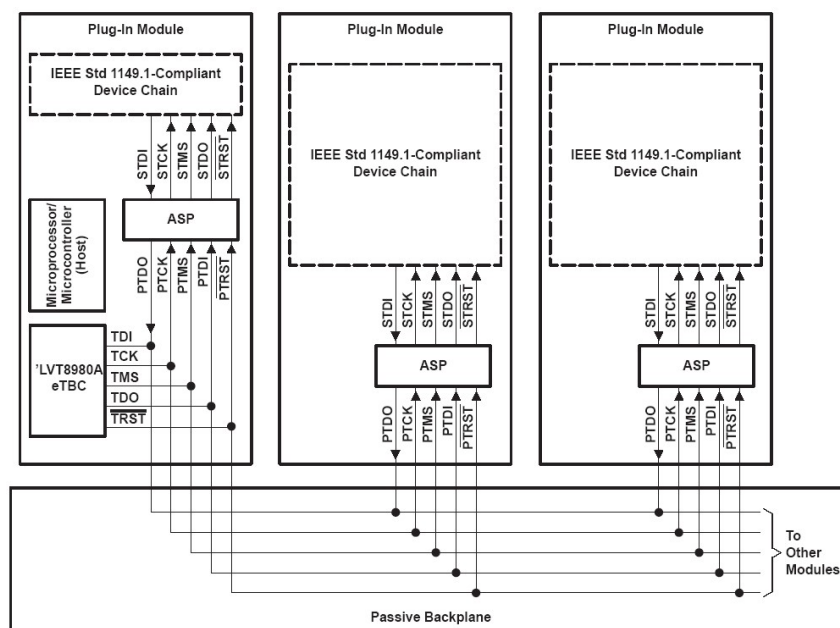 Plug-In Module
IEEE Std 1149.1-Compliant
Device Chain
STDI
STCK
STMS
STDO
STRST
ASP
PTDO
PTCK
PTMS
PTDI
PTRST
Microprocessor/
Microcontroller
(Host)
'LVT8980A
eTBC
TDI
TCK
TMS
TDO
TRST
Plug-In Module
IEEE Std 1149.1-Compliant
Device Chain
STDI
STCK
STMS
STDO
STRST
ASP
PTDO
PTCK
PTMS
PTDI
PTRST
Plug-In Module
IEEE Std 1149.1-Compliant
Device Chain
STDI
STCK
STMS
STDO
STRST
ASP
PTDO
PTCK
PTMS
PTDI
PTRST
To
Other
Modules
Passive Backplane